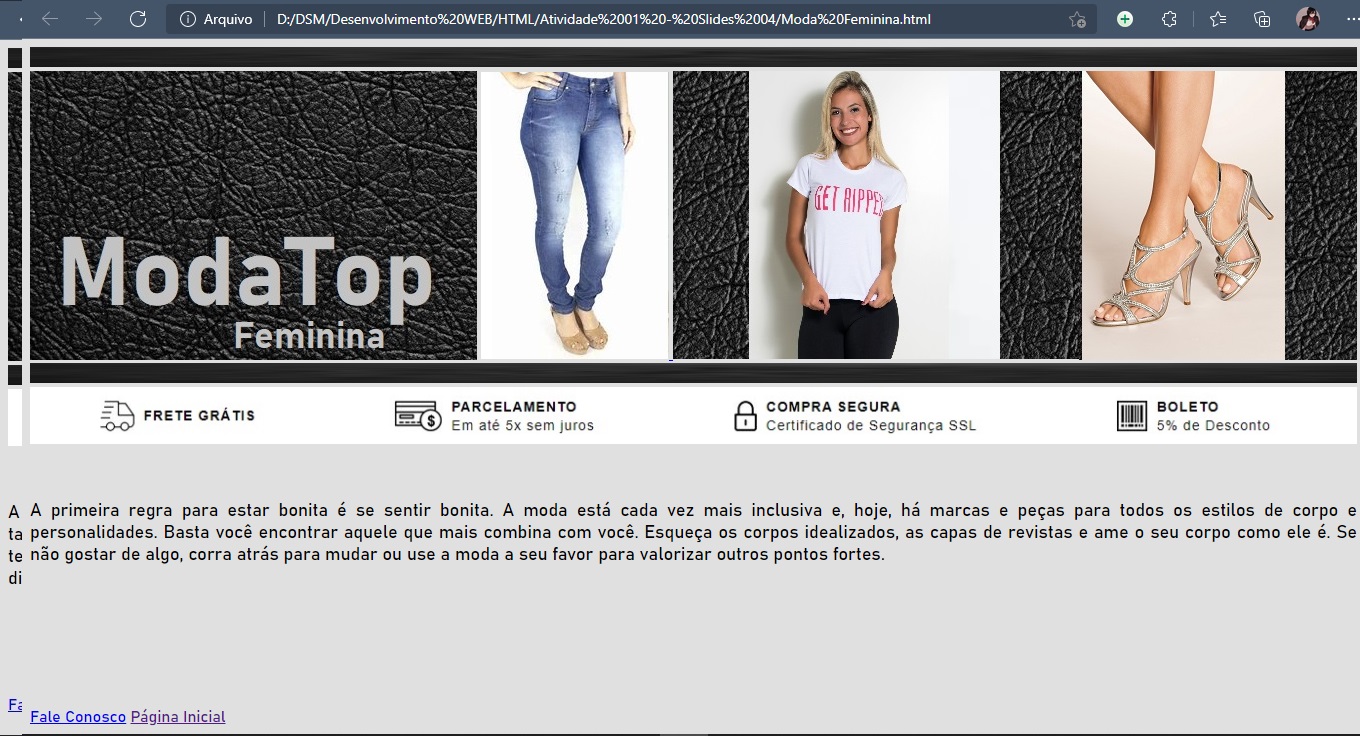 Arquivo D:/DSM/Desenvolvimento%20WEB/HTML/Atividade%2001%20-%20Slides%2004/Moda%20Feminina.html
ModaTop
Feminina
GET RIPPED
FRETE GRÁTIS
PARCELAMENTO
Em até 5x sem juros
COMPRA SEGURA
Certificado de Segurança SSL
BOLETO
5% de Desconto
A
ta
te
di
A primeira regra para estar bonita é se sentir bonita. A moda está cada vez mais inclusiva e, hoje, há marcas e peças para todos os estilos de corpo e
personalidades. Basta você encontrar aquele que mais combina com você. Esqueça os corpos idealizados, as capas de revistas e ame o seu corpo como ele é. Se
não gostar de algo, corra atrás para mudar ou use a moda a seu favor para valorizar outros pontos fortes.
Fa
Fale Conosco Página Inicial